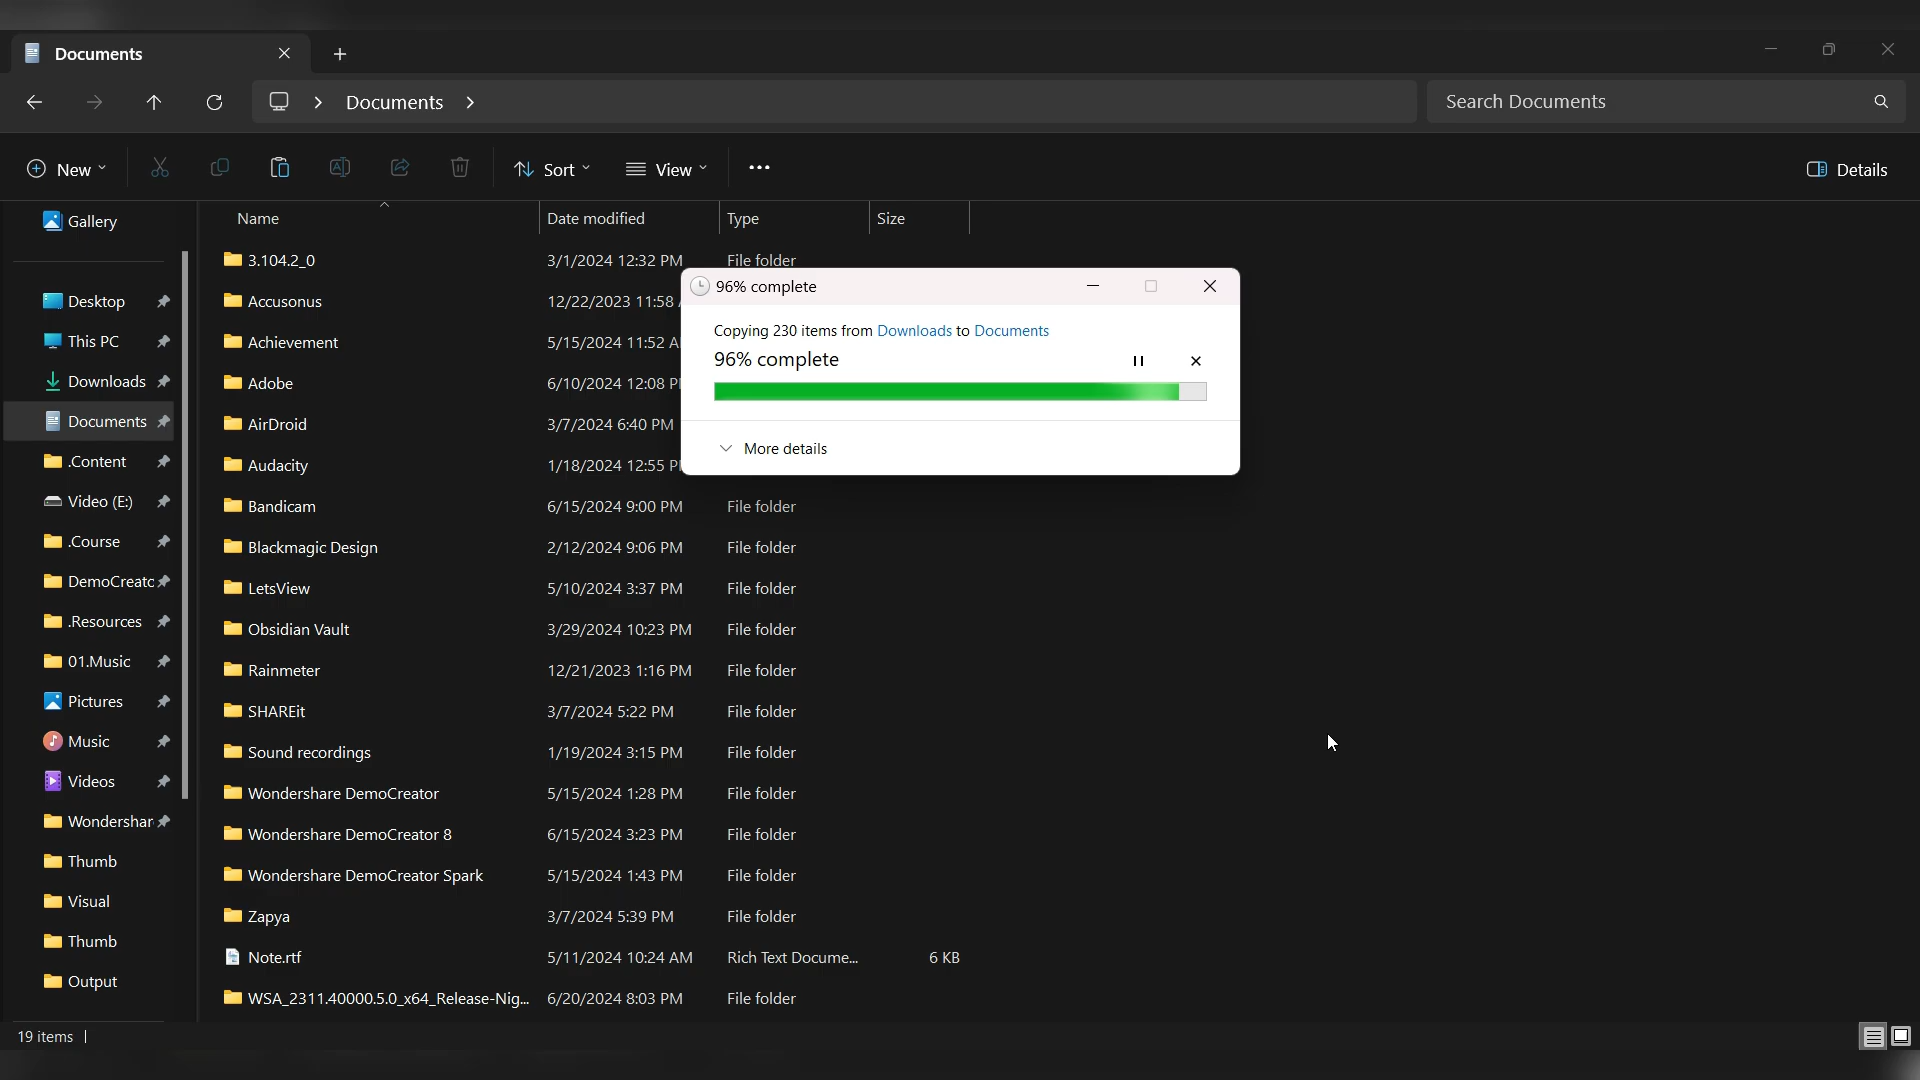 Documents
Documents
Search Documents
New
Sort
View
Details
Gallery
Desktop
This PC
Downloads
Documents
.Content
Video (E:)
.Course
DemoCreatc
.Resources
01.Music
Pictures
Music
Videos
Wondershar
Thumb
Visual
Thumb
Output
Name Date modified Type Size
3.104.2_0 3/1/2024 12:32 PM File folder
Accusonus 12/22/2023 11:58
Achievement 5/15/2024 11:52 A
Adobe 6/10/2024 12:08 P
AirDroid 3/7/2024 6:40 PM
Audacity 1/18/2024 12:55 P
Bandicam 6/15/2024 9:00 PM File folder
Blackmagic Design 2/12/2024 9:06 PM File folder
LetsView 5/10/2024 3:37 PM File folder
Obsidian Vault 3/29/2024 10:23 PM File folder
Rainmeter 12/21/2023 1:16 PM File folder
SHAREit 3/7/2024 5:22 PM File folder
Sound recordings 1/19/2024 3:15 PM File folder
Wondershare DemoCreator 5/15/2024 1:28 PM File folder
Wondershare DemoCreator 8 6/15/2024 3:23 PM File folder
Wondershare DemoCreator Spark 5/15/2024 1:43 PM File folder
Zapya 3/7/2024 5:39 PM File folder
Note.rtf 5/11/2024 10:24 AM Rich Text Docume... 6 KB
WSA_2311.40000.5.0_x64_Release-Nig... 6/20/2024 8:03 PM File folder
96% complete
Copying 230 items from Downloads to Documents
96% complete
More details
19 items